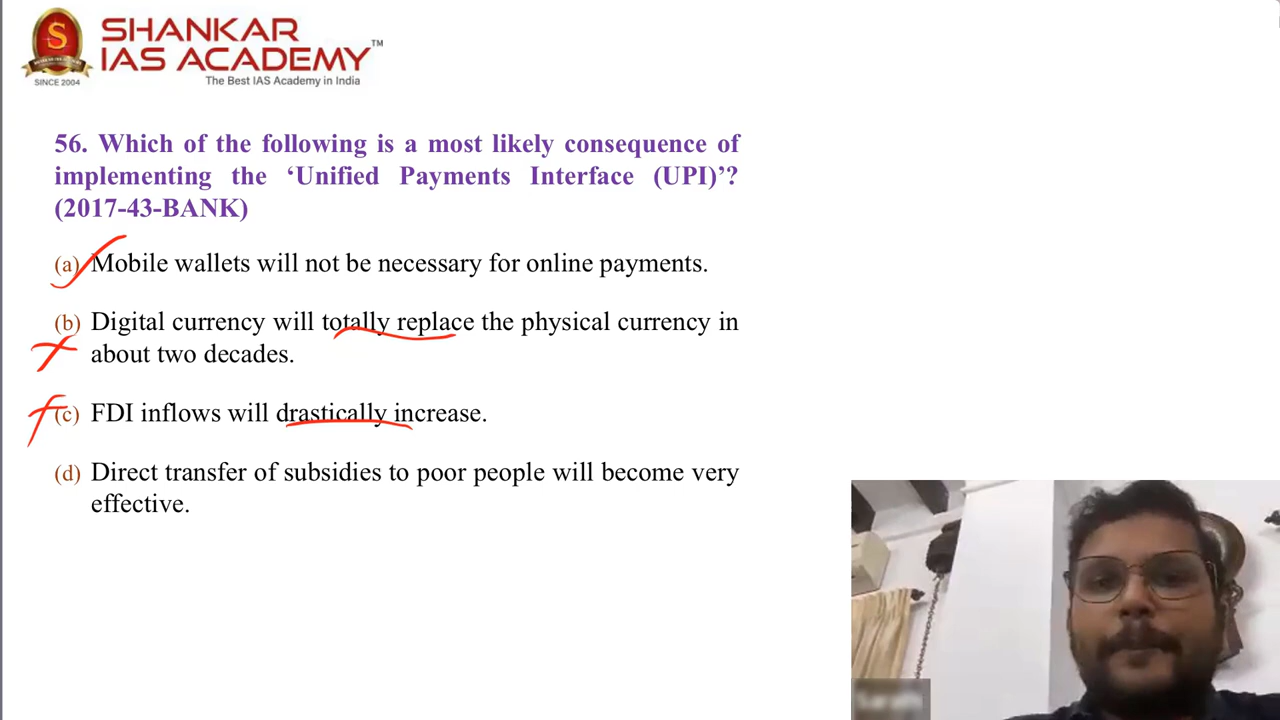 SHANKAR
IAS ACADEMY™
The Best IAS Academy in India
SINCE 2004
56. Which of the following is a most likely consequence of
implementing the ‘Unified Payments Interface (UPI)’?
(2017-43-BANK)
(a) Mobile wallets will not be necessary for online payments.
(b) Digital currency will totally replace the physical currency in
about two decades.
(c) FDI inflows will drastically increase.
(d) Direct transfer of subsidies to poor people will become very
effective.